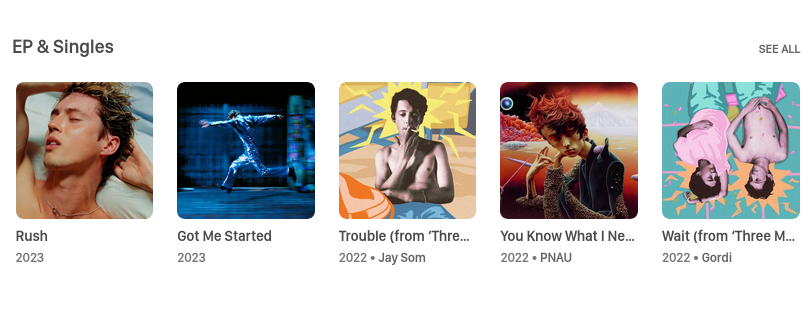 EP & Singles
SEE ALL
Rush
2023
Got Me Started
2023
Trouble (from ‘Thre...
2022 • Jay Som
You Know What I Ne...
2022 • PNAU
Wait (from ‘Three M...
2022 • Gordi